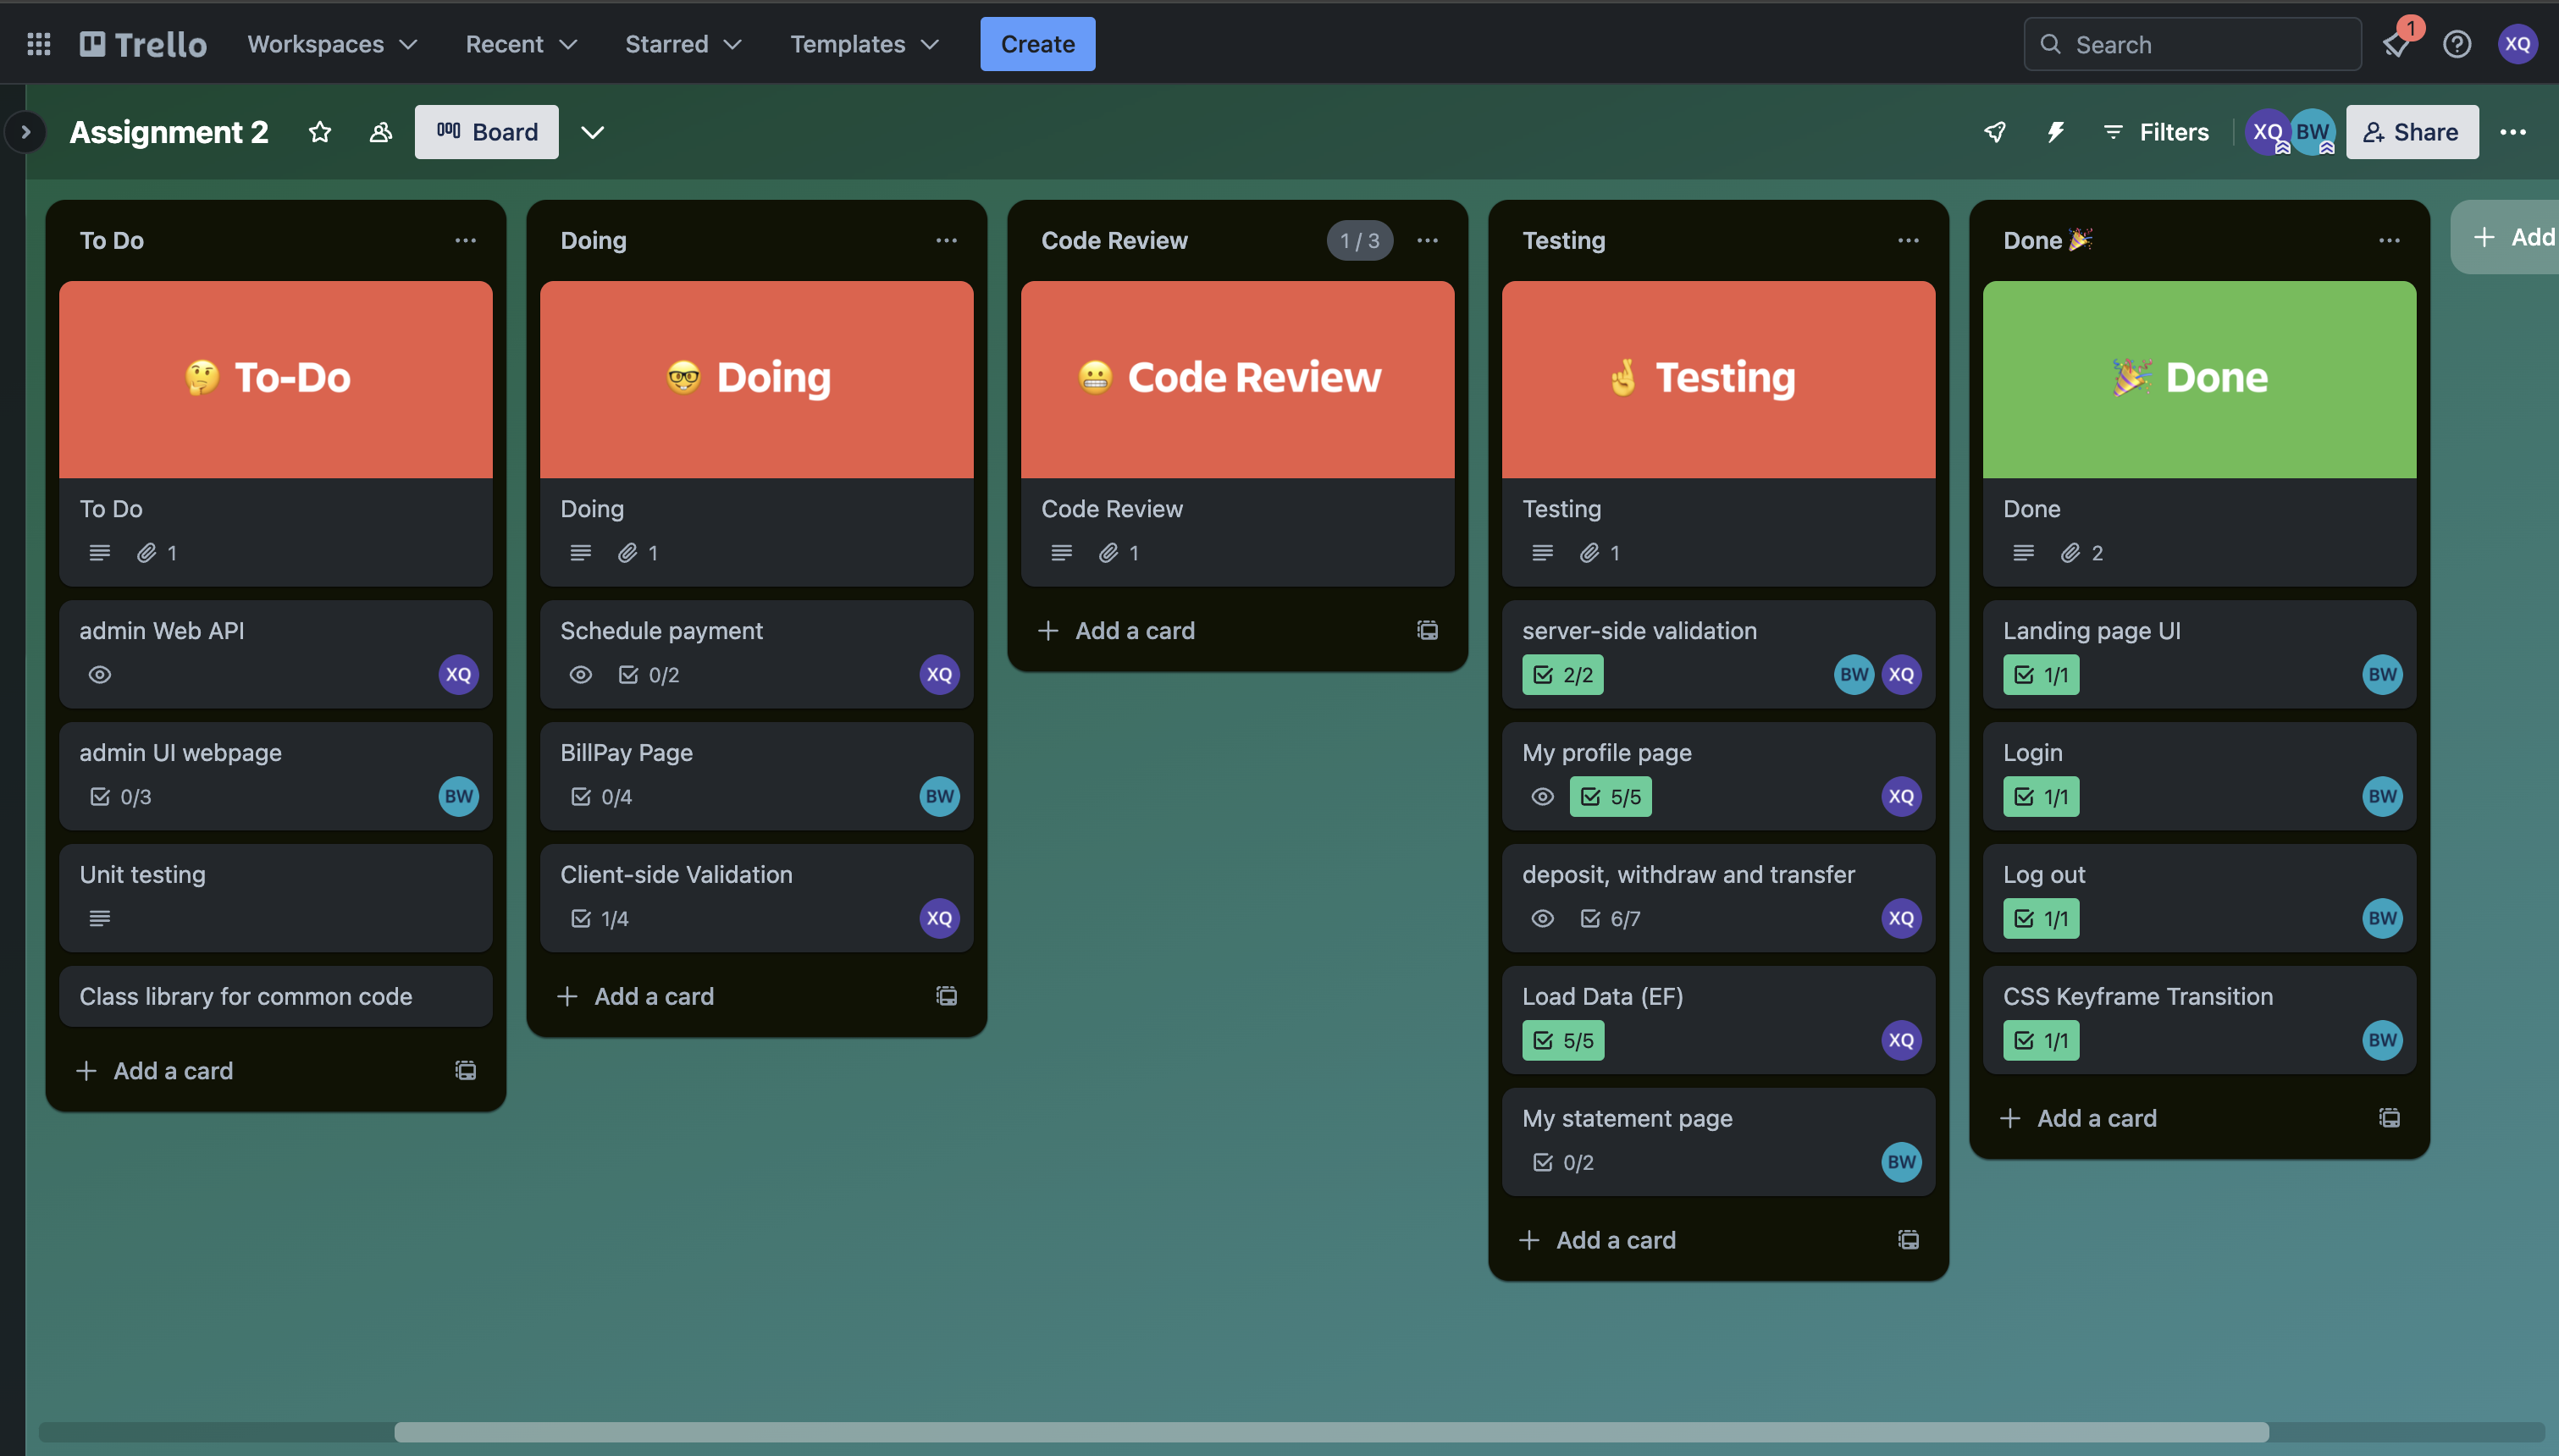 Trello Workspaces Recent Starred Templates Create Search 1 XQ
Assignment 2 Board Filters XQ BW Share
To Do
To-Do
To Do
1
admin Web API
XQ
admin UI webpage
0/3 BW
Unit testing
Class library for common code
Add a card
Doing
Doing
Doing
1
Schedule payment
0/2 XQ
BillPay Page
0/4 BW
Client-side Validation
1/4 XQ
Add a card
Code Review 1 / 3
Code Review
Code Review
1
Add a card
Testing
Testing
Testing
1
server-side validation
2/2 BW XQ
My profile page
5/5 XQ
deposit, withdraw and transfer
6/7 XQ
Load Data (EF)
5/5 XQ
My statement page
0/2 BW
Add a card
Done
Done
Done
2
Landing page UI
1/1 BW
Login
1/1 BW
Log out
1/1 BW
CSS Keyframe Transition
1/1 BW
Add a card
Add